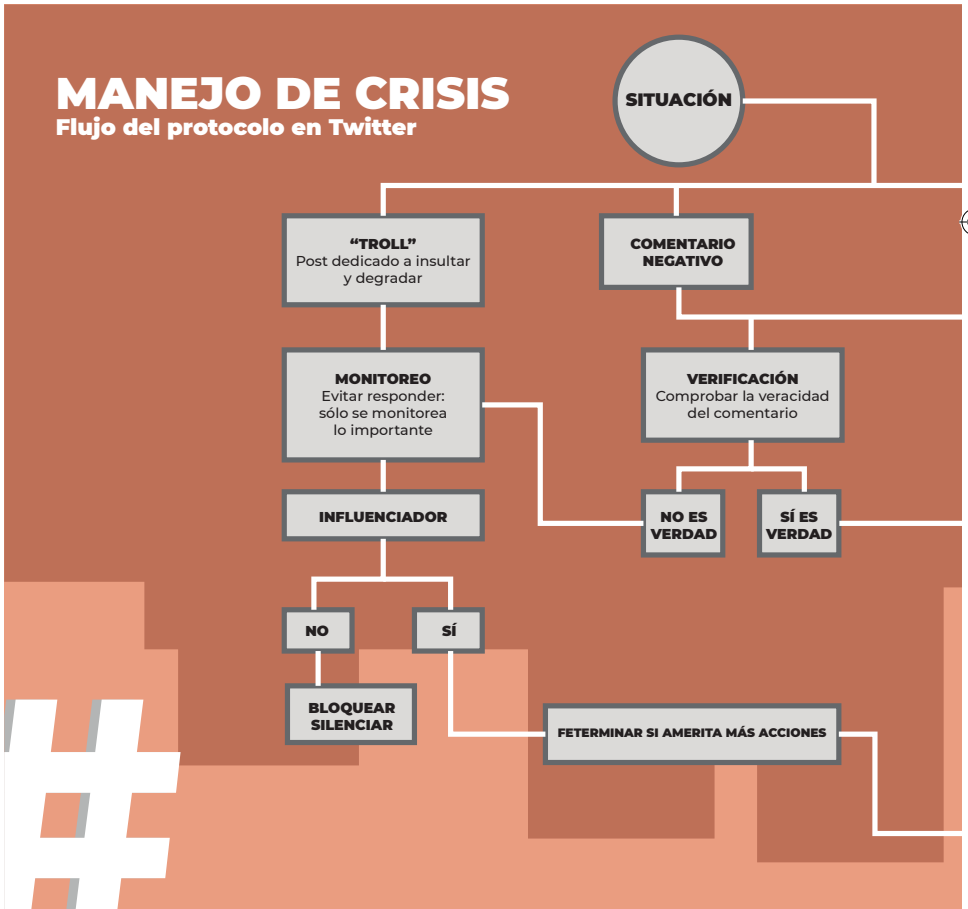 MANEJO DE CRISIS
Flujo del protocolo en Twitter
SITUACIÓN
“TROLL”
Post dedicado a insultar
y degradar
COMENTARIO
NEGATIVO
MONITOREO
Evitar responder:
sólo se monitorea
lo importante
VERIFICACIÓN
Comprobar la veracidad
del comentario
INFLUENCIADOR
NO ES
VERDAD
SÍ ES
VERDAD
NO
SÍ
BLOQUEAR
SILENCIAR
FETERMINAR SI AMERITA MÁS ACCIONES
#